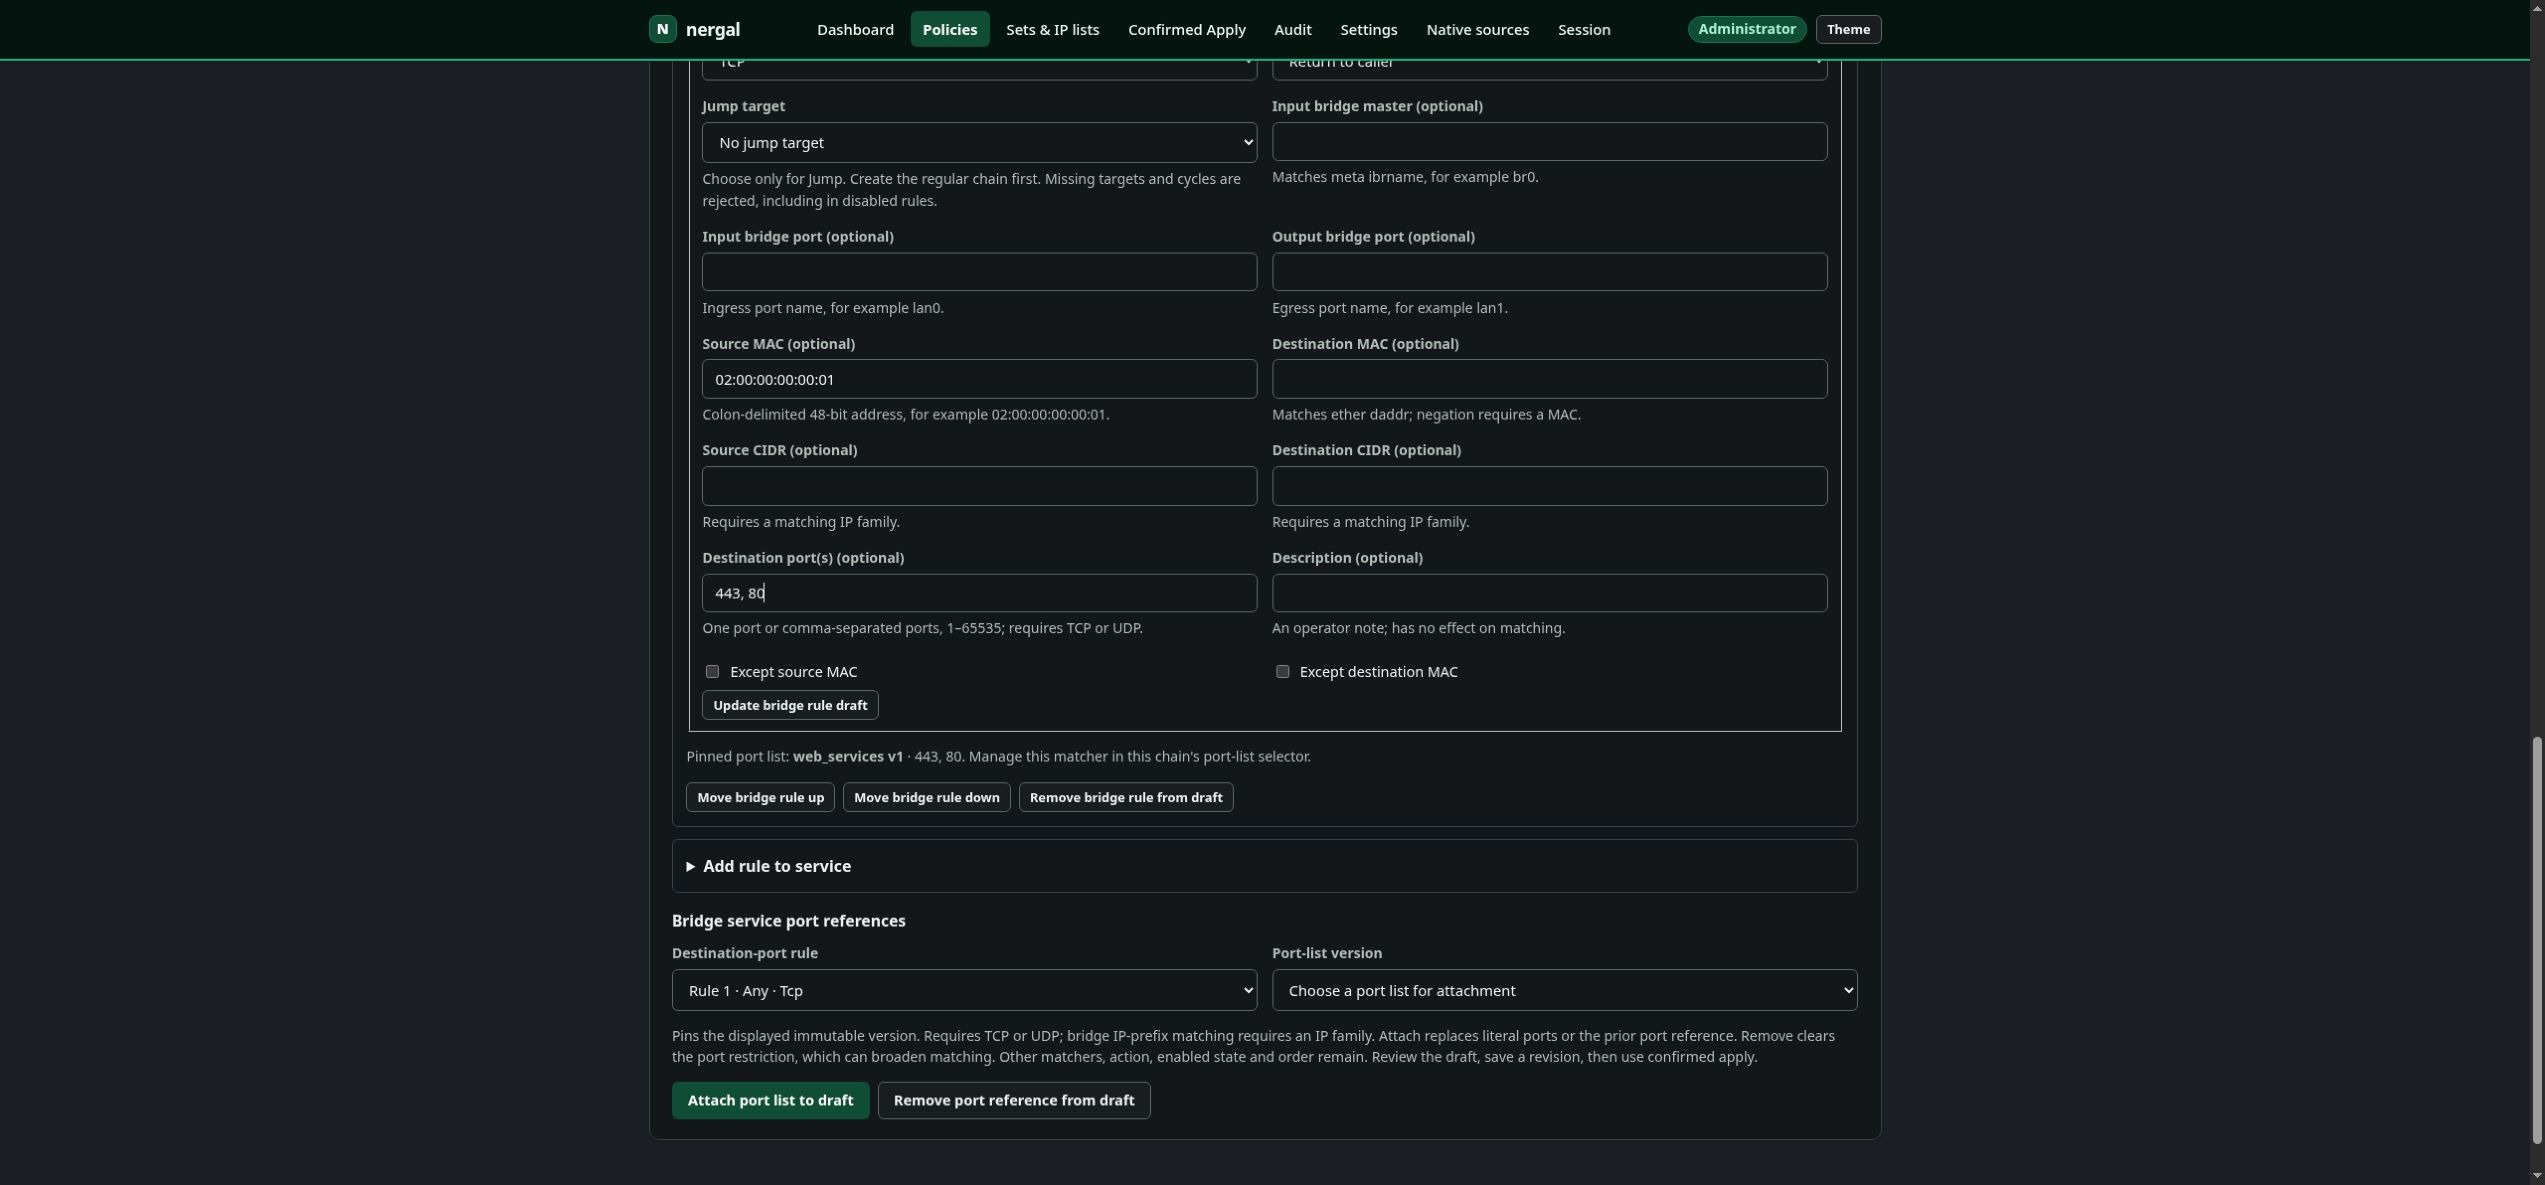 N nergal Dashboard Policies Sets & IP lists Confirmed Apply Audit Settings Native sources Session Administrator Theme
TCP Return to caller
Jump target Input bridge master (optional)
No jump target
Choose only for Jump. Create the regular chain first. Missing targets and cycles are Matches meta ibrname, for example br0.
rejected, including in disabled rules.
Input bridge port (optional) Output bridge port (optional)
Ingress port name, for example lan0. Egress port name, for example lan1.
Source MAC (optional) Destination MAC (optional)
02:00:00:00:00:01
Colon-delimited 48-bit address, for example 02:00:00:00:00:01. Matches ether daddr; negation requires a MAC.
Source CIDR (optional) Destination CIDR (optional)
Requires a matching IP family. Requires a matching IP family.
Destination port(s) (optional) Description (optional)
443, 80
One port or comma-separated ports, 1–65535; requires TCP or UDP. An operator note; has no effect on matching.
Except source MAC Except destination MAC
Update bridge rule draft
Pinned port list: web_services v1 · 443, 80. Manage this matcher in this chain's port-list selector.
Move bridge rule up Move bridge rule down Remove bridge rule from draft
Add rule to service
Bridge service port references
Destination-port rule Port-list version
Rule 1 · Any · Tcp Choose a port list for attachment
Pins the displayed immutable version. Requires TCP or UDP; bridge IP-prefix matching requires an IP family. Attach replaces literal ports or the prior port reference. Remove clears
the port restriction, which can broaden matching. Other matchers, action, enabled state and order remain. Review the draft, save a revision, then use confirmed apply.
Attach port list to draft Remove port reference from draft